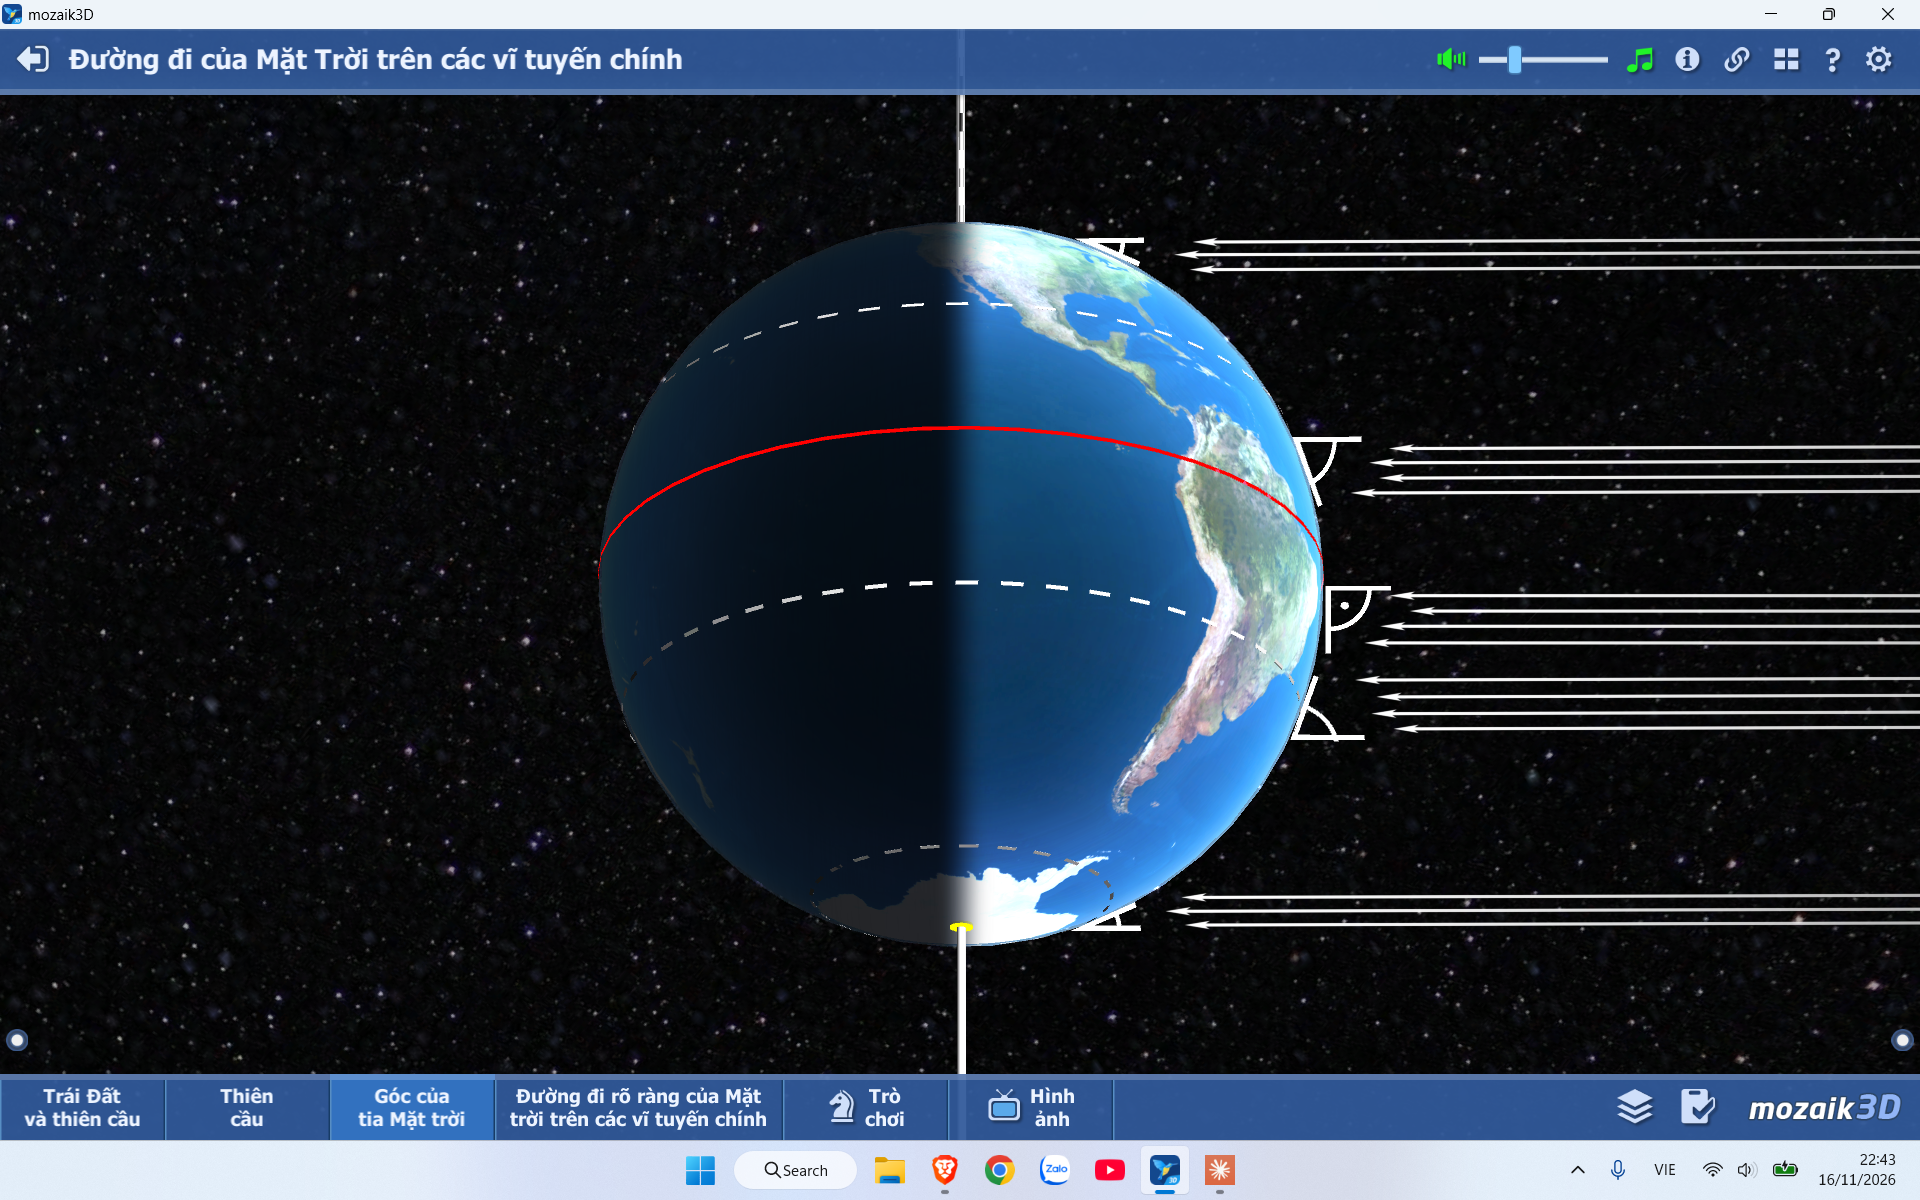 mozaik3D
Đường đi của Mặt Trời trên các vĩ tuyến chính
Trái Đất
và thiên cầu
Thiên
cầu
Góc của
tia Mặt trời
Đường đi rõ ràng của Mặt
trời trên các vĩ tuyến chính
Trò
chơi
Hình
ảnh
mozaik3D
Search
Zalo
3D
VIE
22:43
16/11/2026